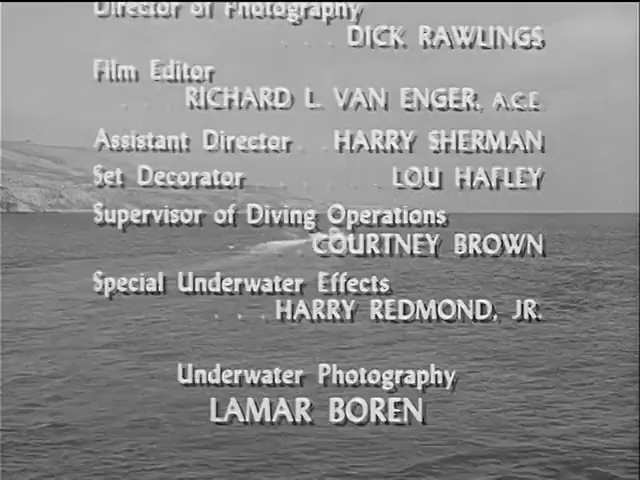 Director of Photography
. . . . DICK RAWLINGS
Film Editor
. . . RICHARD L. VAN ENGER, A.C.E.
Assistant Director . . HARRY SHERMAN
Set Decorator . . . . . LOU HAFLEY
Supervisor of Diving Operations
. COURTNEY BROWN
Special Underwater Effects
. . . HARRY REDMOND, JR.
Underwater Photography
LAMAR BOREN